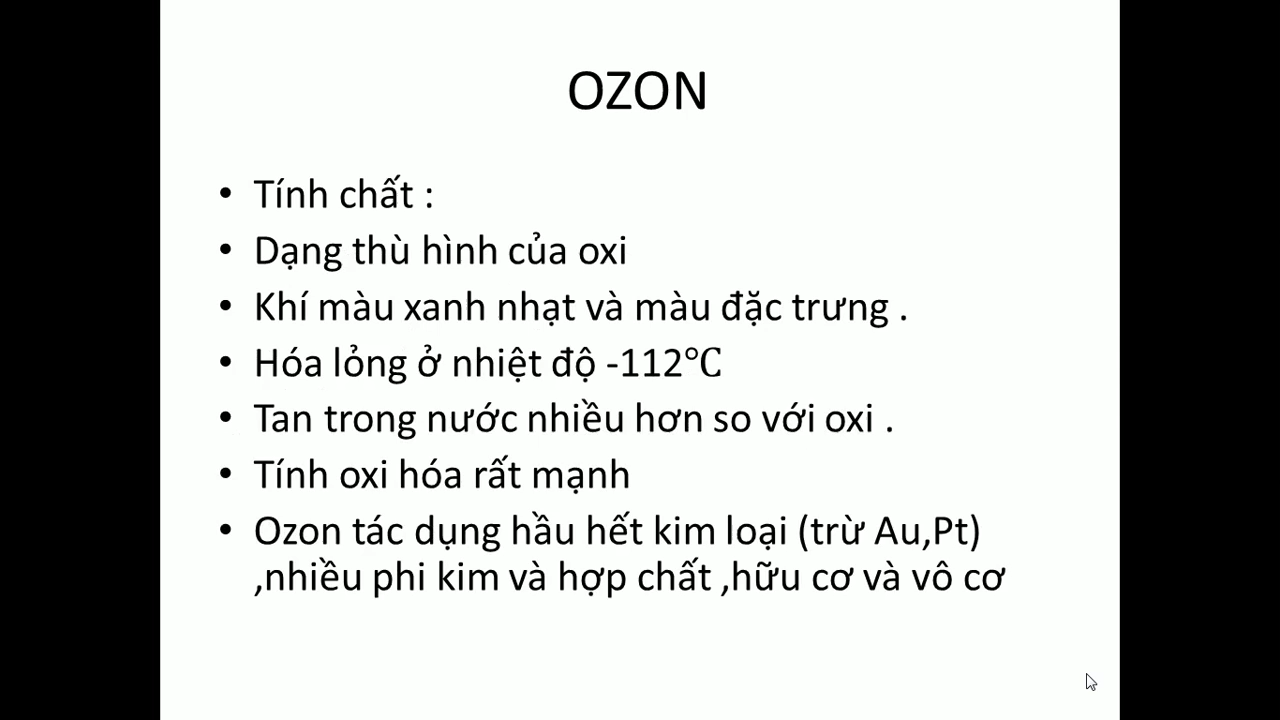 OZON
• Tính chất :
• Dạng thù hình của oxi
• Khí màu xanh nhạt và màu đặc trưng .
• Hóa lỏng ở nhiệt độ -112℃
• Tan trong nước nhiều hơn so với oxi .
• Tính oxi hóa rất mạnh
• Ozon tác dụng hầu hết kim loại (trừ Au,Pt)
,nhiều phi kim và hợp chất ,hữu cơ và vô cơ